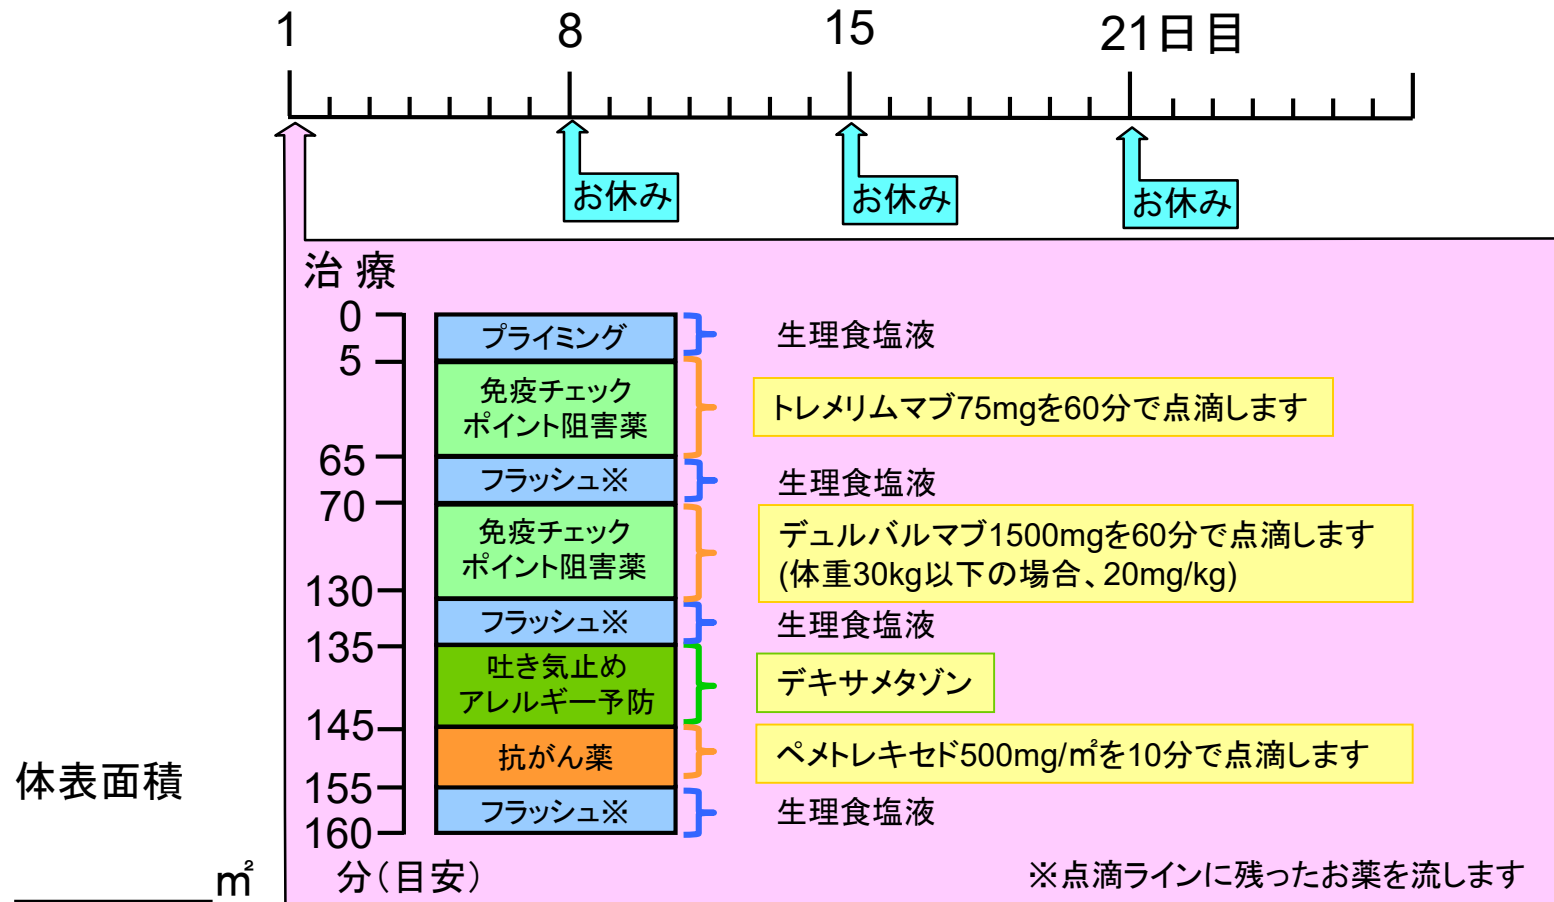 1
8
15
21日目
お休み
お休み
お休み
治 療
0
プライミング
生理食塩液
5
免疫チェック
ポイント阻害薬
トレメリムマブ75mgを60分で点滴します
65
フラッシュ※
生理食塩液
70
免疫チェック
ポイント阻害薬
デュルバルマブ1500mgを60分で点滴します
(体重30kg以下の場合、20mg/kg)
130
フラッシュ※
生理食塩液
135
吐き気止め
アレルギー予防
デキサメタゾン
145
抗がん薬
ペメトレキセド500mg/㎡を10分で点滴します
155
フラッシュ※
生理食塩液
160
分(目安)
※点滴ラインに残ったお薬を流します
体表面積
㎡